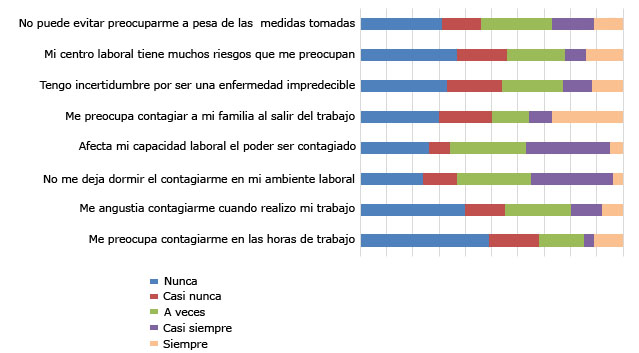 No puede evitar preocuparme a pesa de las medidas tomadas
Mi centro laboral tiene muchos riesgos que me preocupan
Tengo incertidumbre por ser una enfermedad impredecible
Me preocupa contagiar a mi familia al salir del trabajo
Afecta mi capacidad laboral el poder ser contagiado
No me deja dormir el contagiarme en mi ambiente laboral
Me angustia contagiarme cuando realizo mi trabajo
Me preocupa contagiarme en las horas de trabajo
Nunca
Casi nunca
A veces
Casi siempre
Siempre